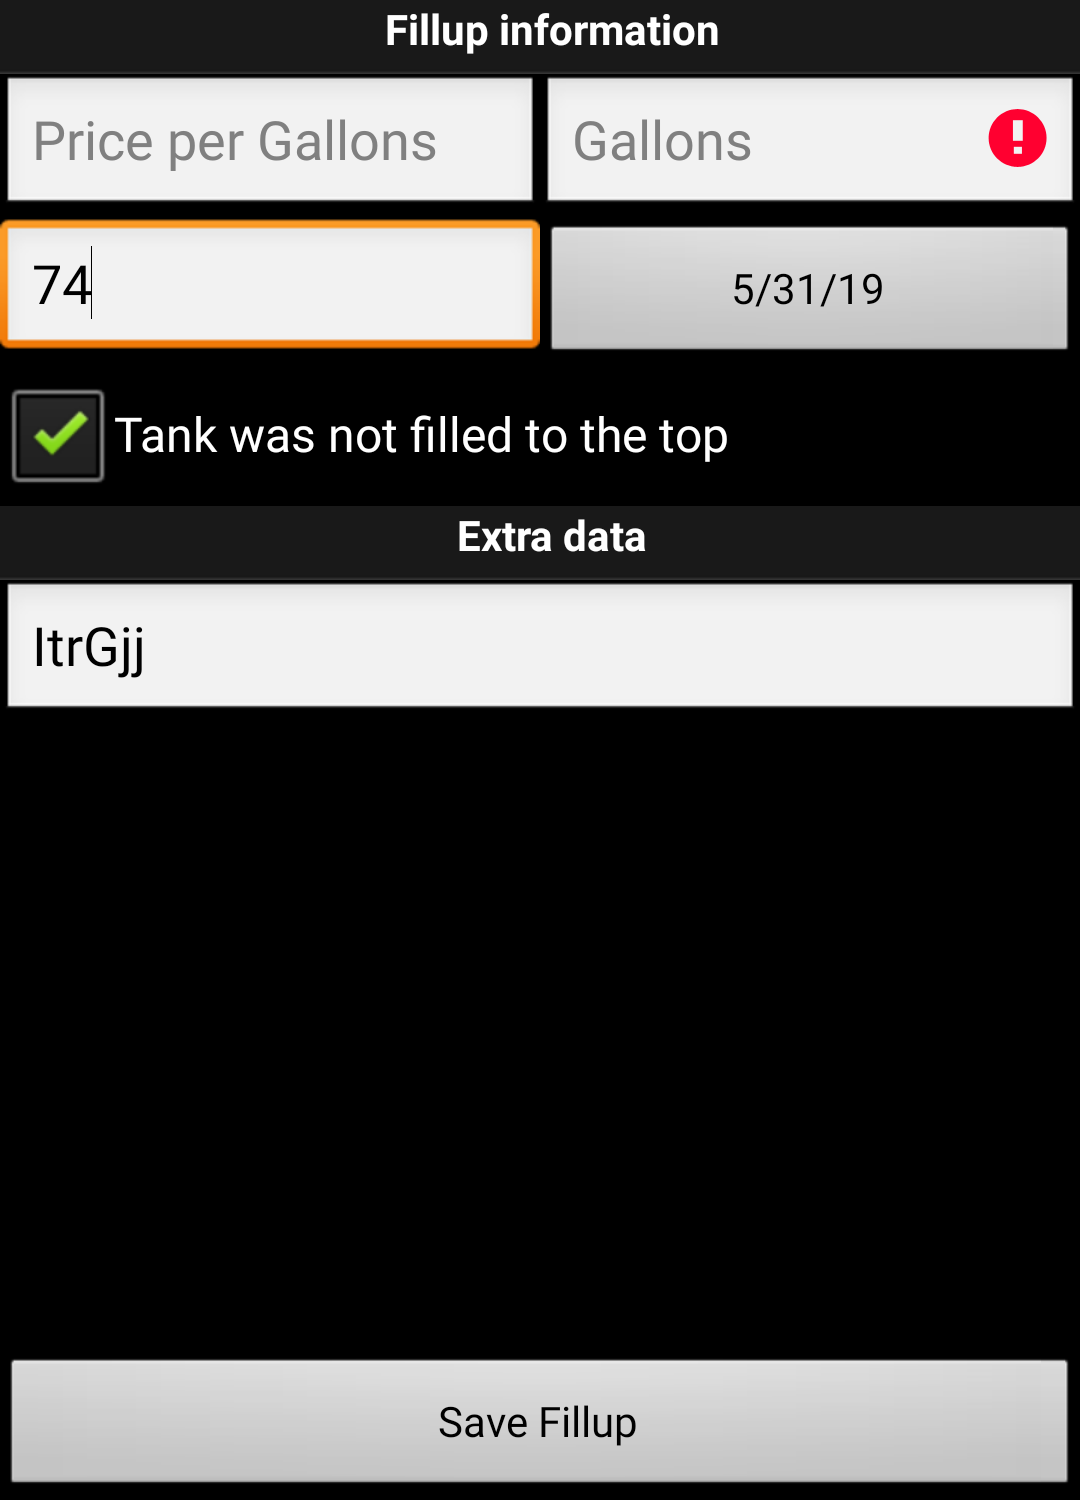 Fillup information
Price per Gallons
Gallons
74
5/31/19
Tank was not filled to the top
Extra data
ItrGjj
Save Fillup